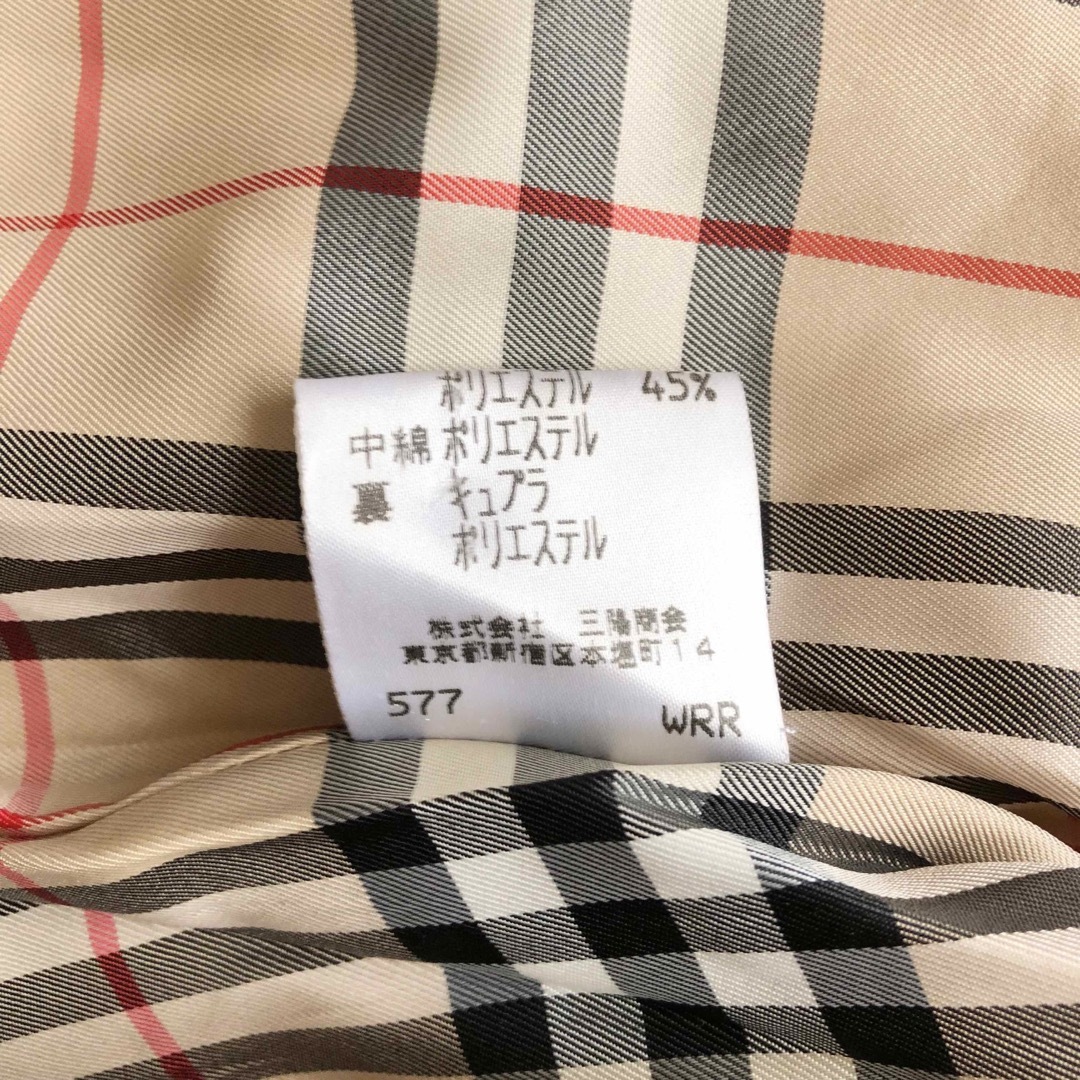 ポリエステル 45%
中綿 ポリエステル
裏 キュプラ
ポリエステル
株式会社 三陽商会
東京都新宿区本塩町14
577 WRR